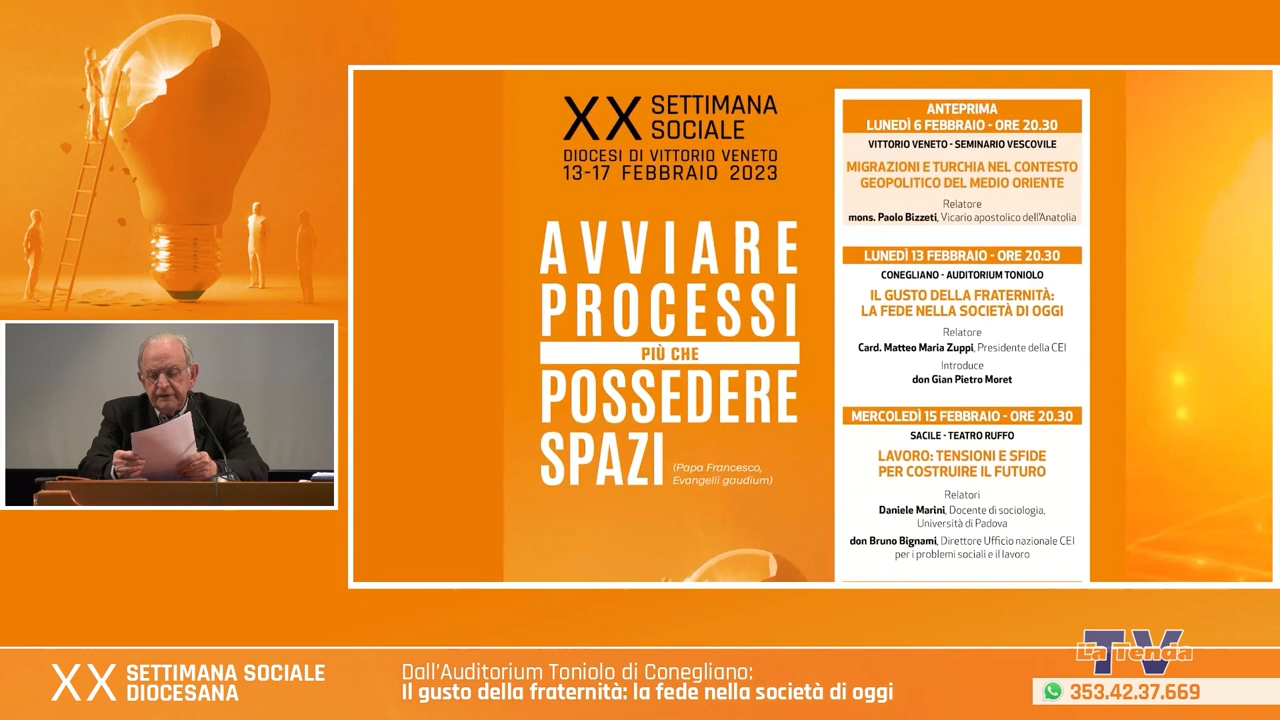 XX SETTIMANA
SOCIALE
DIOCESI DI VITTORIO VENETO
13-17 FEBBRAIO 2023
AVVIARE
PROCESSI
PIÙ CHE
POSSEDERE
SPAZI
(Papa Francesco,
Evangelii gaudium)
ANTEPRIMA
LUNEDÌ 6 FEBBRAIO - ORE 20.30
VITTORIO VENETO - SEMINARIO VESCOVILE
MIGRAZIONI E TURCHIA NEL CONTESTO
GEOPOLITICO DEL MEDIO ORIENTE
Relatore
mons. Paolo Bizzeti, Vicario apostolico dell'Anatolia
LUNEDÌ 13 FEBBRAIO - ORE 20.30
CONEGLIANO - AUDITORIUM TONIOLO
IL GUSTO DELLA FRATERNITÀ:
LA FEDE NELLA SOCIETÀ DI OGGI
Relatore
Card. Matteo Maria Zuppi, Presidente della CEI
Introduce
don Gian Pietro Moret
MERCOLEDÌ 15 FEBBRAIO - ORE 20.30
SACILE - TEATRO RUFFO
LAVORO: TENSIONI E SFIDE
PER COSTRUIRE IL FUTURO
Relatori
Daniele Marini, Docente di sociologia,
Università di Padova
don Bruno Bignami, Direttore Ufficio nazionale CEI
per i problemi sociali e il lavoro
XX SETTIMANA SOCIALE
DIOCESANA
Dall'Auditorium Toniolo di Conegliano:
Il gusto della fraternità: la fede nella società di oggi
La Tenda TV
353.42.37.669